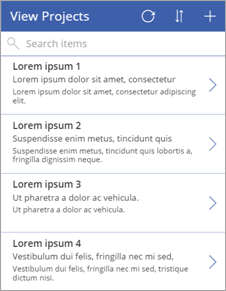 View Projects
Search items
Lorem ipsum 1
Lorem ipsum dolor sit amet, consectetur
Lorem ipsum dolor sit amet, consectetur adipiscing
elit.
Lorem ipsum 2
Suspendisse enim metus, tincidunt quis
Suspendisse enim metus, tincidunt quis lobortis a,
fringilla dignissim neque.
Lorem ipsum 3
Ut pharetra a dolor ac vehicula.
Ut pharetra a dolor ac vehicula.
Lorem ipsum 4
Vestibulum dui felis, fringilla nec mi sed,
Vestibulum dui felis, fringilla nec mi sed, tristique
dictum nisi.